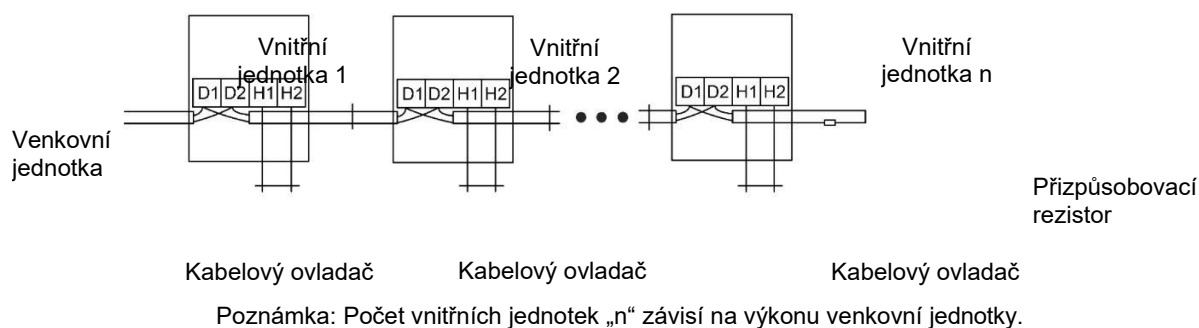 Vnitřní
jednotka 1
Vnitřní
jednotka 2
Vnitřní
jednotka n
D1 D2 H1 H2
D1 D2 H1 H2
D1 D2 H1 H2
Venkovní
jednotka
Přizpůsobovací
rezistor
Kabelový ovladač
Kabelový ovladač
Kabelový ovladač
Poznámka: Počet vnitřních jednotek „n“ závisí na výkonu venkovní jednotky.